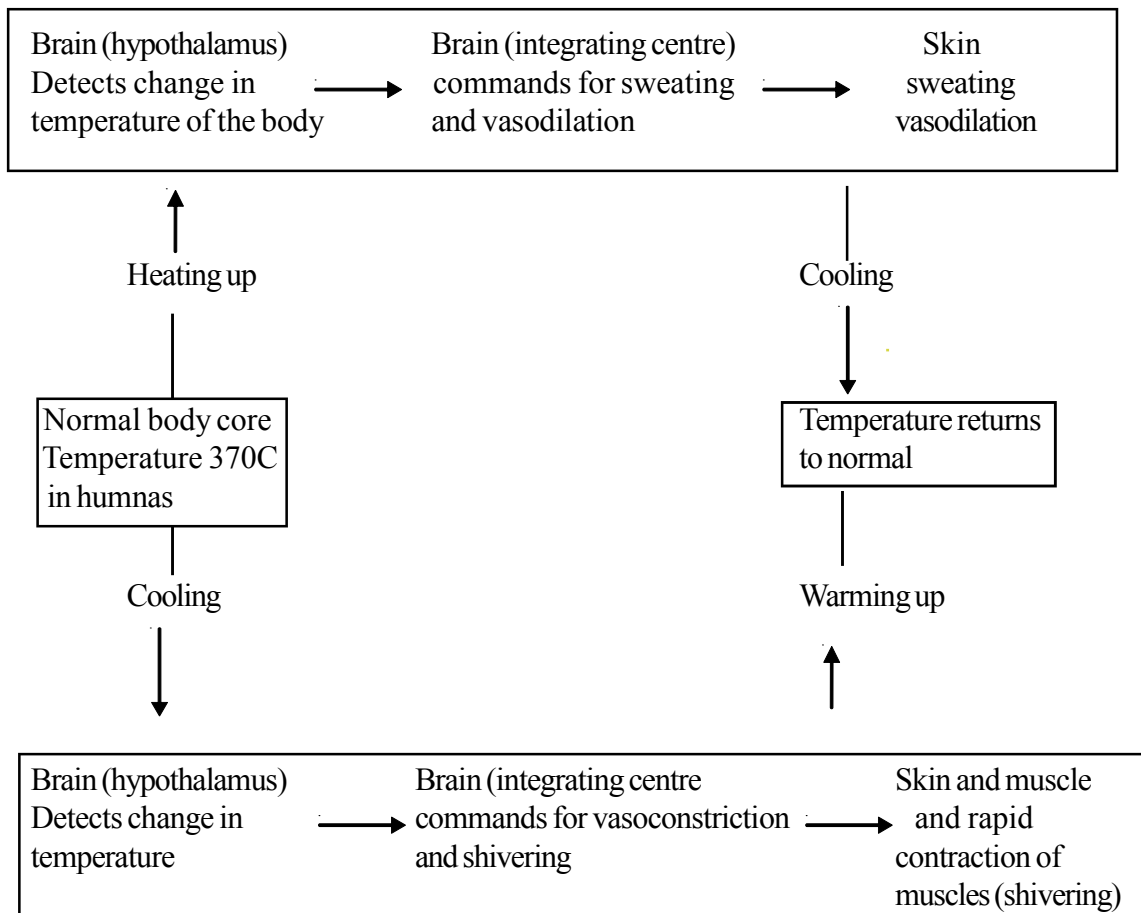 Brain (hypothalamus)
Detects change in
temperature of the body
Brain (integrating centre)
commands for sweating
and vasodilation
Skin
sweating
vasodilation
Heating up
Cooling
Normal body core
Temperature 370C
in humnas
Temperature returns
to normal
Cooling
Warming up
Brain (hypothalamus)
Detects change in
temperature
Brain (integrating centre
commands for vasoconstriction
and shivering
Skin and muscle
and rapid
contraction of
muscles (shivering)